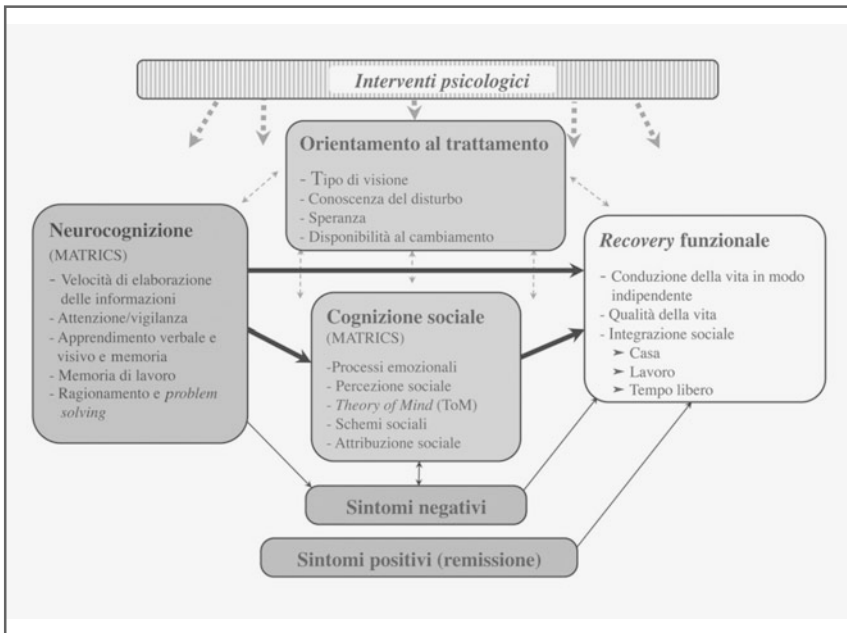 Interventi psicologici
Orientamento al trattamento
- Tipo di visione
- Conoscenza del disturbo
- Speranza
- Disponibilità al cambiamento
Neurocognizione
(MATRICS)
- Velocità di elaborazione
delle informazioni
- Attenzione/vigilanza
- Apprendimento verbale e
visivo e memoria
- Memoria di lavoro
- Ragionamento e problem
solving
Cognizione sociale
(MATRICS)
-Processi emozionali
- Percezione sociale
- Theory of Mind (ToM)
- Schemi sociali
- Attribuzione sociale
Recovery funzionale
- Conduzione della vita in modo
indipendente
- Qualità della vita
- Integrazione sociale
➤ Casa
➤ Lavoro
➤ Tempo libero
Sintomi negativi
Sintomi positivi (remissione)